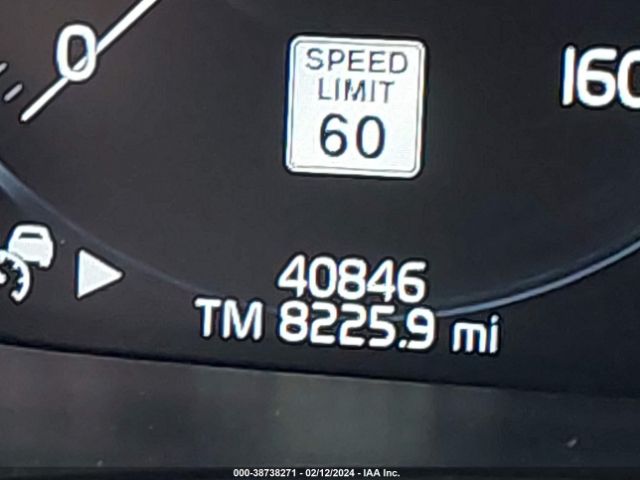 0
SPEED
LIMIT
60
160
40846
TM 8225.9 mi
000-38738271 - 02/12/2024 - IAA Inc.